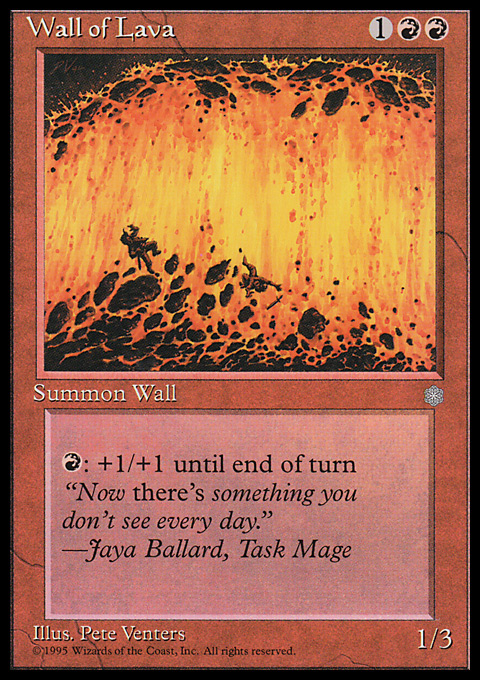 Wall of Lava 1
Summon Wall
: +1/+1 until end of turn
“Now there's something you
don't see every day.”
—Jaya Ballard, Task Mage
Illus. Pete Venters
1/3
©1995 Wizards of the Coast, Inc. All rights reserved.